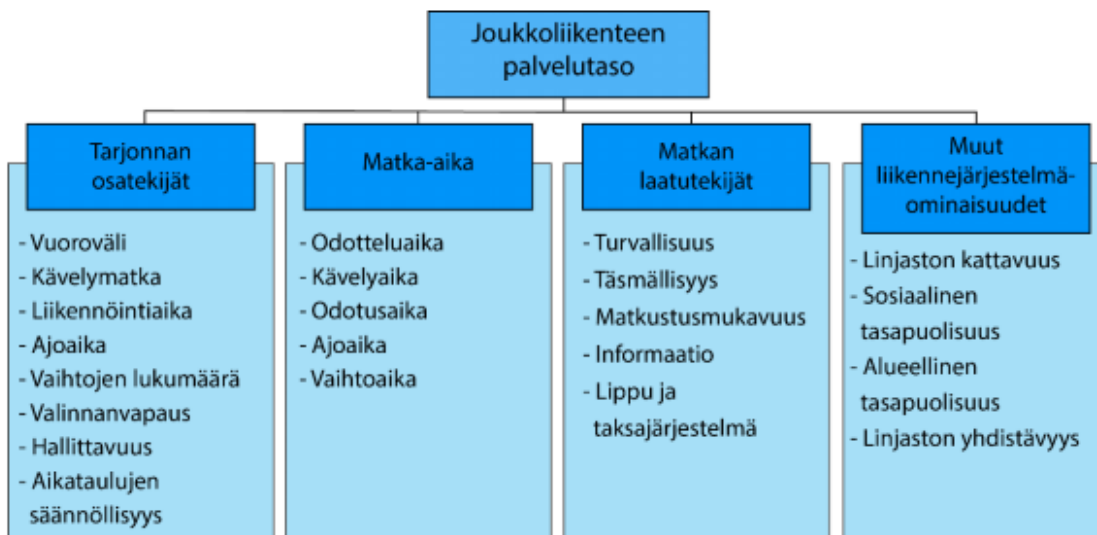 Joukkoliikenteen
palvelutaso
Tarjonnan
osatekijät
- Vuoroväli
- Kävelymatka
- Liikennöintiaika
- Ajoaika
- Vaihtojen lukumäärä
- Valinnanvapaus
- Hallittavuus
- Aikataulujen
säännöllisyys
Matka-aika
- Odotteluaika
- Kävelyaika
- Odotusaika
- Ajoaika
- Vaihtoaika
Matkan
laatutekijät
- Turvallisuus
- Täsmällisyys
- Matkustusmukavuus
- Informaatio
- Lippu ja
taksajärjestelmä
Muut
liikennejärjestelmä-
ominaisuudet
- Linjaston kattavuus
- Sosiaalinen
tasapuolisuus
- Alueellinen
tasapuolisuus
- Linjaston yhdistävyys